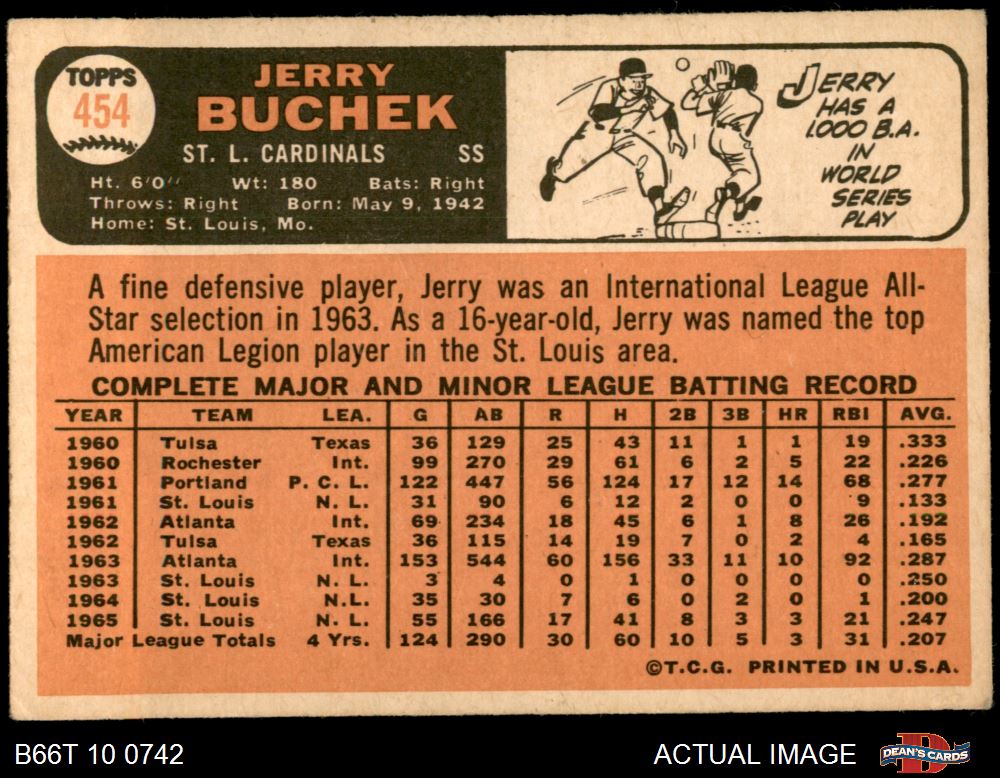 TOPPS
454
JERRY
BUCHEK
ST. L. CARDINALS SS
Ht. 6'0" Wt: 180 Bats: Right
Throws: Right Born: May 9, 1942
Home: St. Louis, Mo.
JERRY
HAS A
1.000 B.A.
IN
WORLD
SERIES
PLAY
A fine defensive player, Jerry was an International League All-
Star selection in 1963. As a 16-year-old, Jerry was named the top
American Legion player in the St. Louis area.
COMPLETE MAJOR AND MINOR LEAGUE BATTING RECORD
YEAR TEAM LEA. G AB R H 2B 3B HR RBI AVG.
1960 Tulsa Texas 36 129 25 43 11 1 1 19 .333
1960 Rochester Int. 99 270 29 61 6 2 5 22 .226
1961 Portland P. C. L. 122 447 56 124 17 12 14 68 .277
1961 St. Louis N. L. 31 90 6 12 2 0 0 9 .133
1962 Atlanta Int. 69 234 18 45 6 1 8 26 .192
1962 Tulsa Texas 36 115 14 19 7 0 2 4 .165
1963 Atlanta Int. 153 544 60 156 33 11 10 92 .287
1963 St. Louis N. L. 3 4 0 1 0 0 0 0 .250
1964 St. Louis N.L. 35 30 7 6 0 2 0 1 .200
1965 St. Louis N. L. 55 166 17 41 8 3 3 21 .247
Major League Totals 4 Yrs. 124 290 30 60 10 5 3 31 .207
©T.C.G. PRINTED IN U.S.A.
B66T 10 0742 ACTUAL IMAGE DEAN'S CARDS